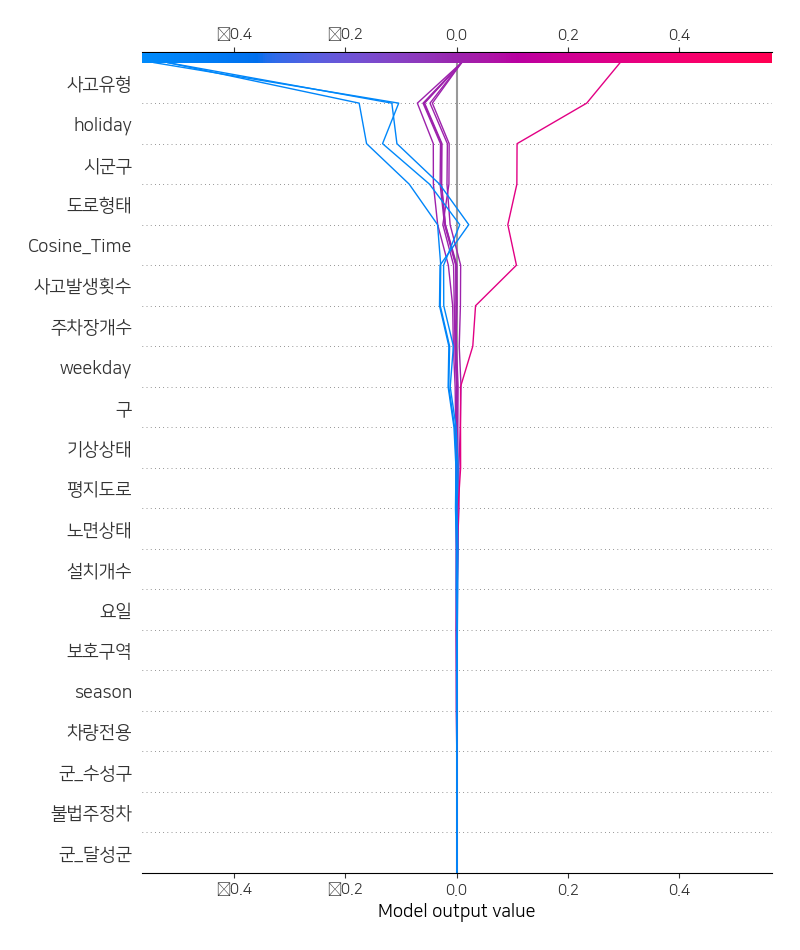 0.4 0.2 0.0 0.2 0.4
사고유형
holiday
시군구
도로형태
Cosine_Time
사고발생횟수
주차장개수
weekday
구
기상상태
평지도로
노면상태
설치개수
요일
보호구역
season
차량전용
군_수성구
불법주정차
군_달성군
0.4 0.2 0.0 0.2 0.4
Model output value